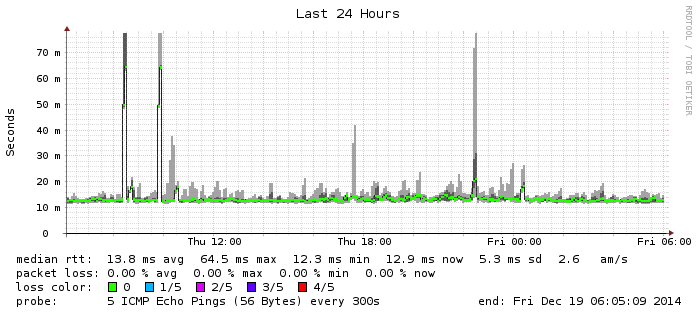 Last 24 Hours
RRDTOOL / TOBI OETIKER
Seconds
70 m
60 m
50 m
40 m
30 m
20 m
10 m
0
Thu 12:00 Thu 18:00 Fri 00:00 Fri 06:00
median rtt: 13.8 ms avg 64.5 ms max 12.3 ms min 12.9 ms now 5.3 ms sd 2.6 am/s
packet loss: 0.00 % avg 0.00 % max 0.00 % min 0.00 % now
loss color: 0 1/5 2/5 3/5 4/5
probe: 5 ICMP Echo Pings (56 Bytes) every 300s end: Fri Dec 19 06:05:09 2014